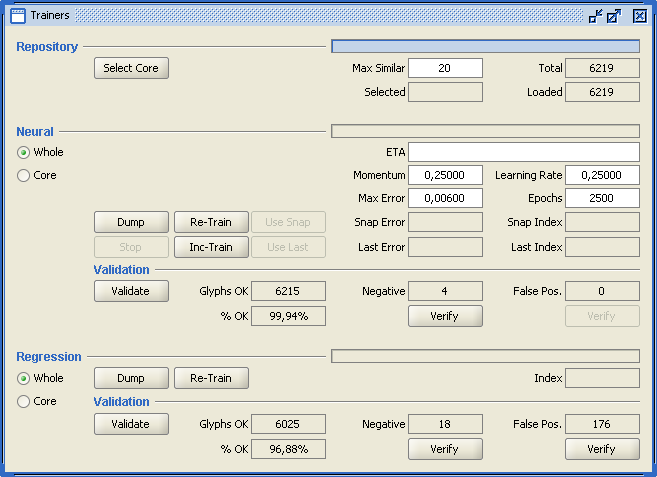 Trainers
Repository
Select Core Max Similar 20 Total 6219
Selected Loaded 6219
Neural
Whole ETA
Core Momentum 0,25000 Learning Rate 0,25000
Max Error 0,00600 Epochs 2500
Dump Re-Train Use Snap Snap Error Snap Index
Stop Inc-Train Use Last Last Error Last Index
Validation
Validate Glyphs OK 6215 Negative 4 False Pos. 0
% OK 99,94% Verify Verify
Regression
Whole Dump Re-Train Index
Core Validation
Validate Glyphs OK 6025 Negative 18 False Pos. 176
% OK 96,88% Verify Verify